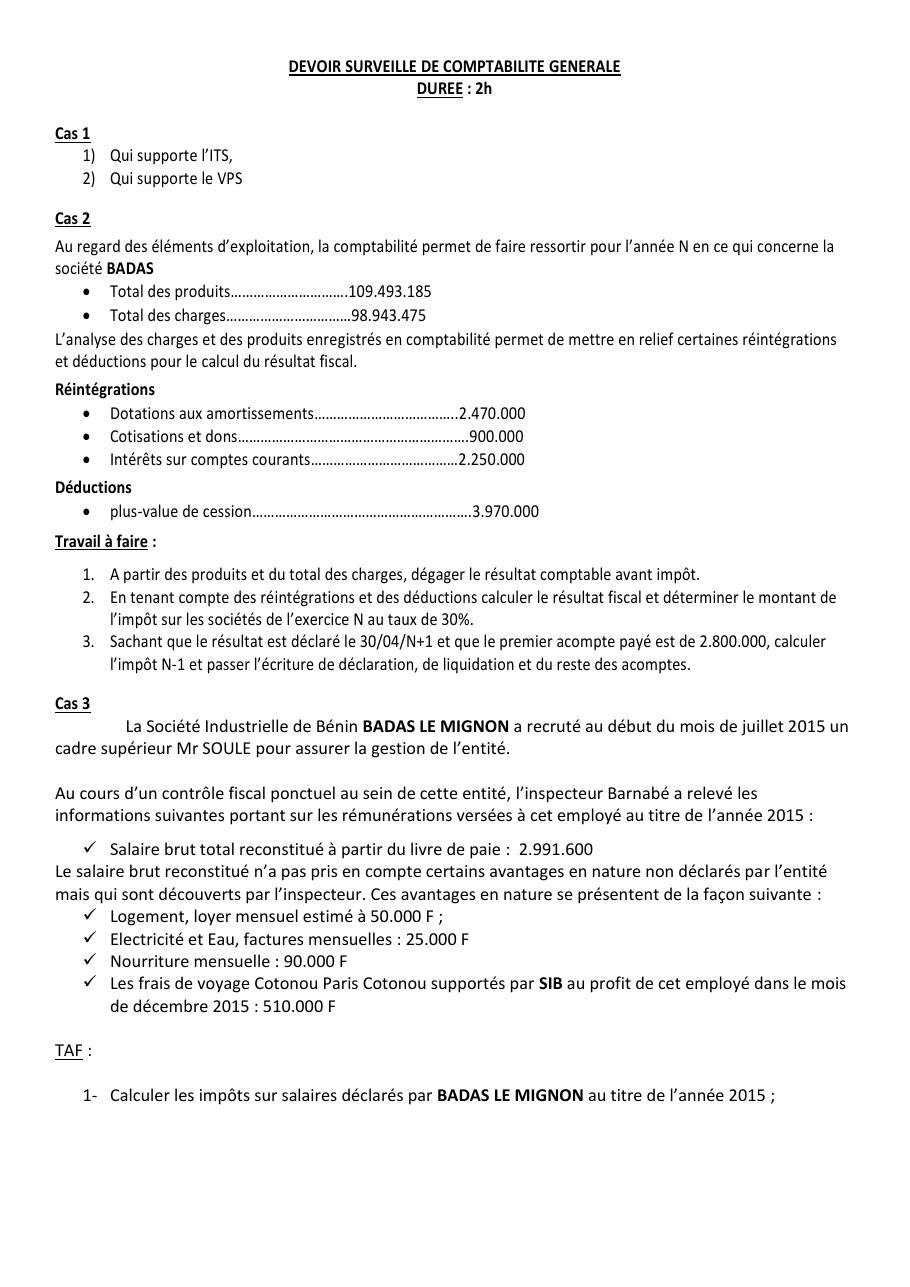 DEVOIR SURVEILLE DE COMPTABILITE GENERALE
DUREE : 2h
Cas 1
1) Qui supporte l’ITS,
2) Qui supporte le VPS
Cas 2
Au regard des éléments d’exploitation, la comptabilité permet de faire ressortir pour l’année N en ce qui concerne la
société BADAS
• Total des produits………………………….109.493.185
• Total des charges……………………………98.943.475
L’analyse des charges et des produits enregistrés en comptabilité permet de mettre en relief certaines réintégrations
et déductions pour le calcul du résultat fiscal.
Réintégrations
• Dotations aux amortissements………………………………..2.470.000
• Cotisations et dons…………………………………………………….900.000
• Intérêts sur comptes courants…………………………………2.250.000
Déductions
• plus-value de cession………………………………………………….3.970.000
Travail à faire :
1. A partir des produits et du total des charges, dégager le résultat comptable avant impôt.
2. En tenant compte des réintégrations et des déductions calculer le résultat fiscal et déterminer le montant de
l’impôt sur les sociétés de l’exercice N au taux de 30%.
3. Sachant que le résultat est déclaré le 30/04/N+1 et que le premier acompte payé est de 2.800.000, calculer
l’impôt N-1 et passer l’écriture de déclaration, de liquidation et du reste des acomptes.
Cas 3
La Société Industrielle de Bénin BADAS LE MIGNON a recruté au début du mois de juillet 2015 un
cadre supérieur Mr SOULE pour assurer la gestion de l’entité.
Au cours d’un contrôle fiscal ponctuel au sein de cette entité, l’inspecteur Barnabé a relevé les
informations suivantes portant sur les rémunérations versées à cet employé au titre de l’année 2015 :
✓ Salaire brut total reconstitué à partir du livre de paie : 2.991.600
Le salaire brut reconstitué n’a pas pris en compte certains avantages en nature non déclarés par l’entité
mais qui sont découverts par l’inspecteur. Ces avantages en nature se présentent de la façon suivante :
✓ Logement, loyer mensuel estimé à 50.000 F ;
✓ Electricité et Eau, factures mensuelles : 25.000 F
✓ Nourriture mensuelle : 90.000 F
✓ Les frais de voyage Cotonou Paris Cotonou supportés par SIB au profit de cet employé dans le mois
de décembre 2015 : 510.000 F
TAF :
1- Calculer les impôts sur salaires déclarés par BADAS LE MIGNON au titre de l’année 2015 ;